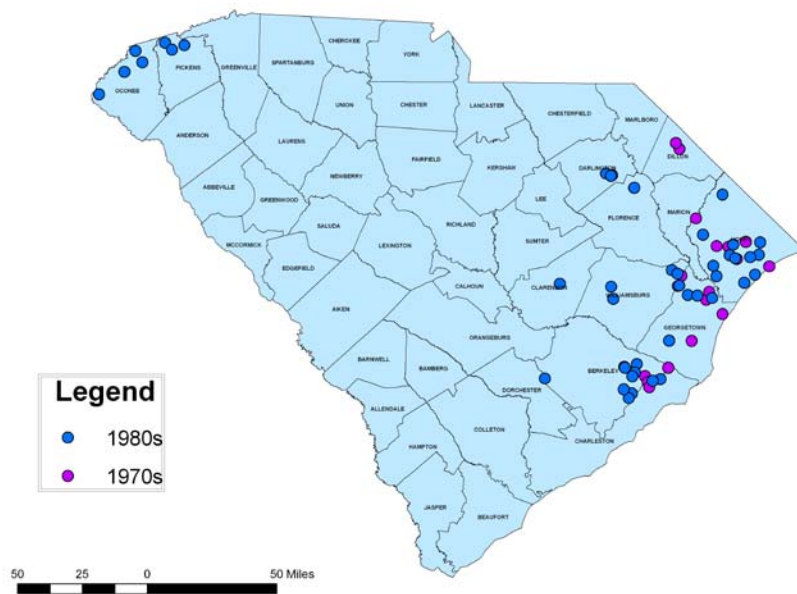 CHEROKEE
YORK
SPARTANBURG
GREENVILLE
PICKENS
OCONEE
UNION
CHESTER
LANCASTER
CHESTERFIELD
MARLBORO
ANDERSON
LAURENS
FAIRFIELD
KERSHAW
DARLINGTON
DILLON
ABBEVILLE
GREENWOOD
NEWBERRY
LEE
FLORENCE
MARION
MCCORMICK
SALUDA
LEXINGTON
RICHLAND
SUMTER
EDGEFIELD
CALHOUN
CLARENDON
WILLIAMSBURG
AIKEN
ORANGEBURG
GEORGETOWN
BARNWELL
BAMBERG
DORCHESTER
BERKELEY
ALLENDALE
COLLETON
CHARLESTON
HAMPTON
JASPER
BEAUFORT
Legend
1980s
1970s
50 25 0 50 Miles